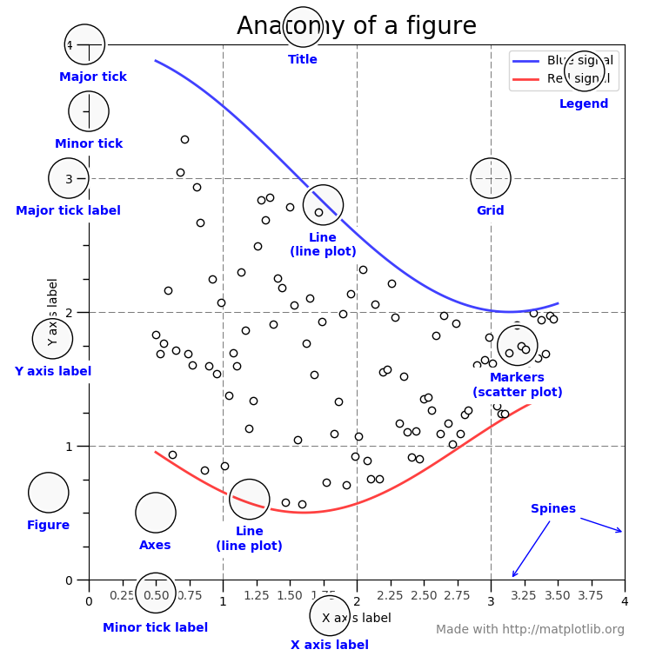 Anatomy of a figure
Title
4
Blue signal
Red signal
Legend
Major tick
Minor tick
3
Major tick label
Grid
Line
(line plot)
2
Y axis label
Y axis label
Markers
(scatter plot)
1
Figure
Axes
Line
(line plot)
Spines
0
0 0.25 0.50 0.75 1 1.25 1.50 1.75 2 2.25 2.50 2.75 3 3.25 3.50 3.75 4
Minor tick label
X axis label
X axis label
Made with http://matplotlib.org